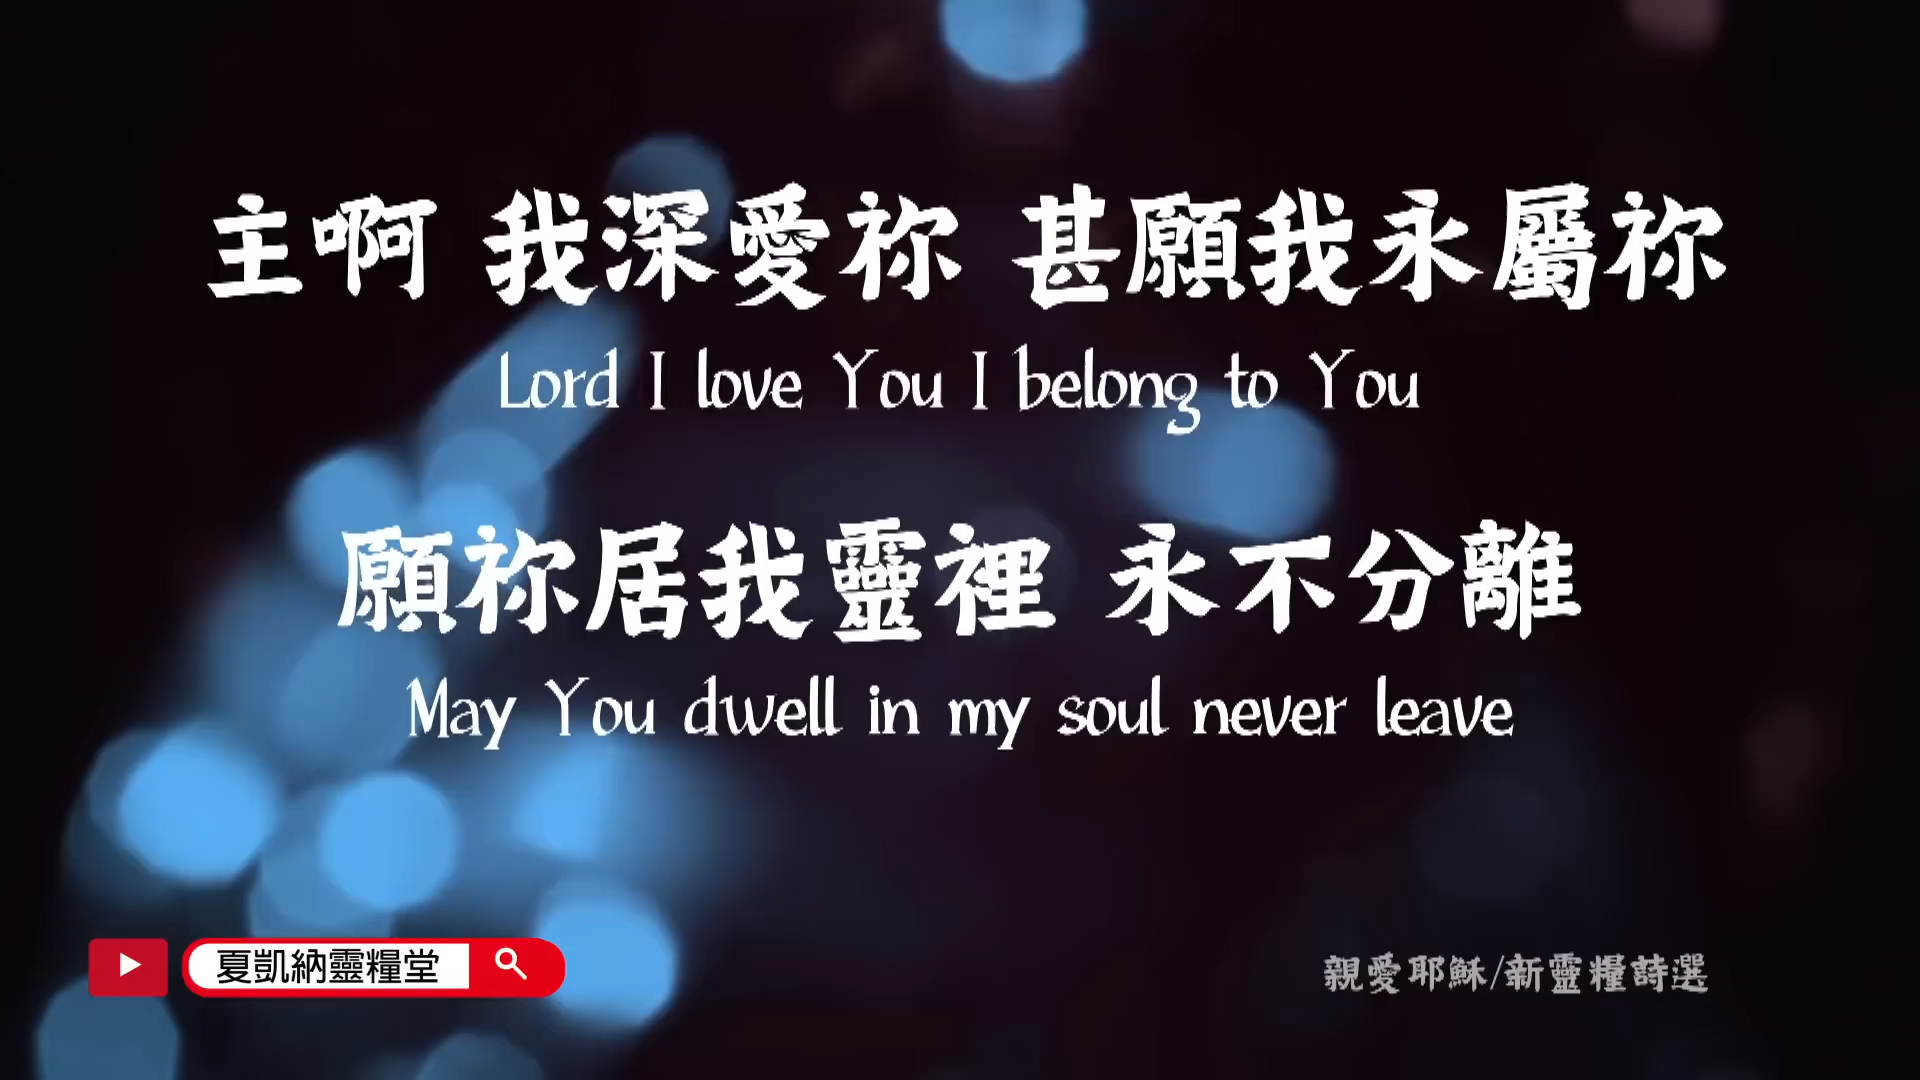 主啊 我深愛祢 甚願我永屬祢
Lord I love You I belong to You
願祢居我靈裡 永不分離
May You dwell in my soul never leave
夏凱納靈糧堂
親愛耶穌/新靈糧詩選